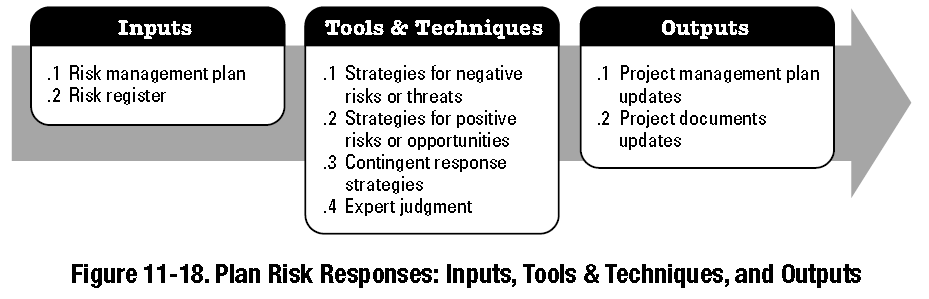 Inputs
.1 Risk management plan
.2 Risk register
Tools & Techniques
.1 Strategies for negative
risks or threats
.2 Strategies for positive
risks or opportunities
.3 Contingent response
strategies
.4 Expert judgment
Outputs
.1 Project management plan
updates
.2 Project documents
updates
Figure 11-18. Plan Risk Responses: Inputs, Tools & Techniques, and Outputs